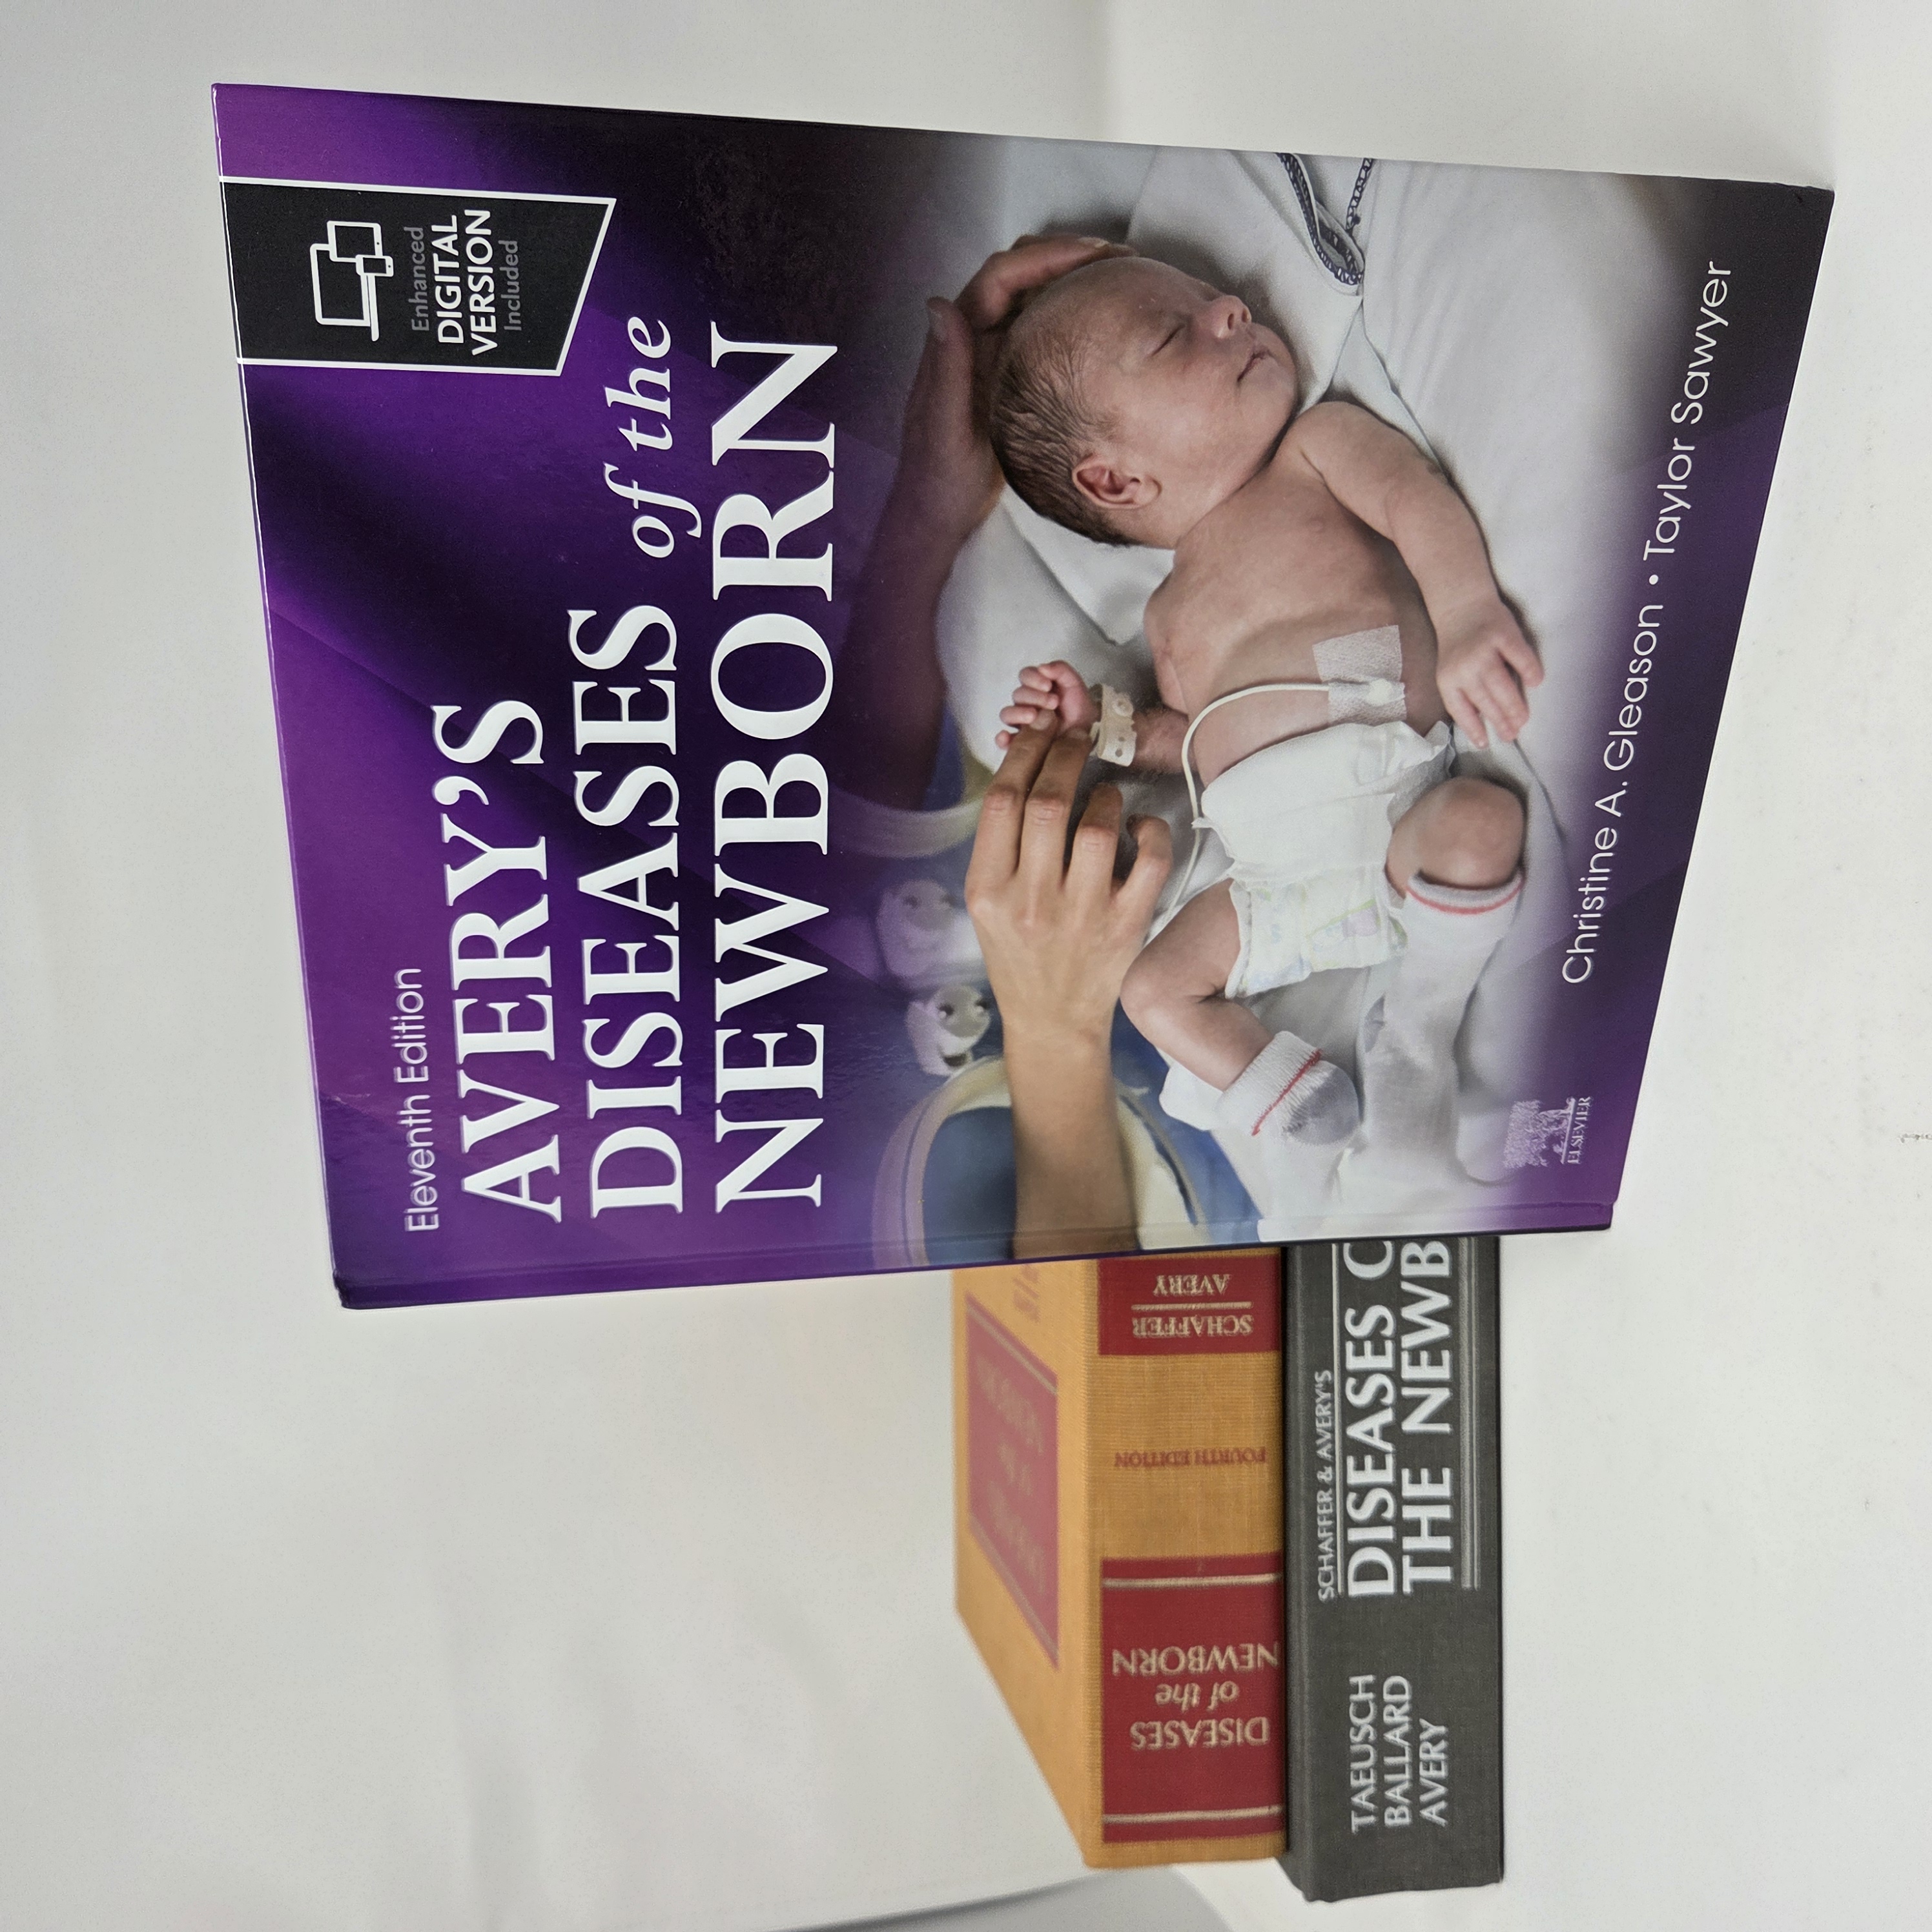 Enhanced
DIGITAL
VERSION
Included
Eleventh Edition
AVERY'S
DISEASES of the
NEWBORN
Christine A. Gleason • Taylor Sawyer
ELSEVIER
SCHAFFER
AVERY
FOURTH EDITION
DISEASES
of the
NEWBORN
SCHAFFER & AVERY'S
DISEASES
THE NEWB
TAEUSCH
BALLARD
AVERY